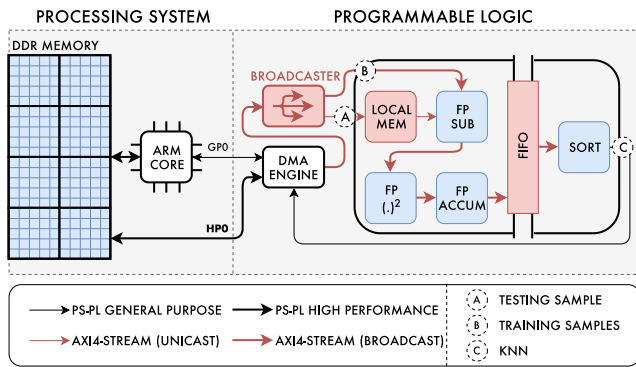 PROCESSING SYSTEM
PROGRAMMABLE LOGIC
DDR MEMORY
BROADCASTER
B
A
LOCAL
MEM
FP
SUB
ARM
CORE
GP0
DMA
ENGINE
FIFO
SORT
C
FP
(.)²
FP
ACCUM
HP0
PS-PL GENERAL PURPOSE
PS-PL HIGH PERFORMANCE
AXI4-STREAM (UNICAST)
AXI4-STREAM (BROADCAST)
A TESTING SAMPLE
B TRAINING SAMPLES
C KNN